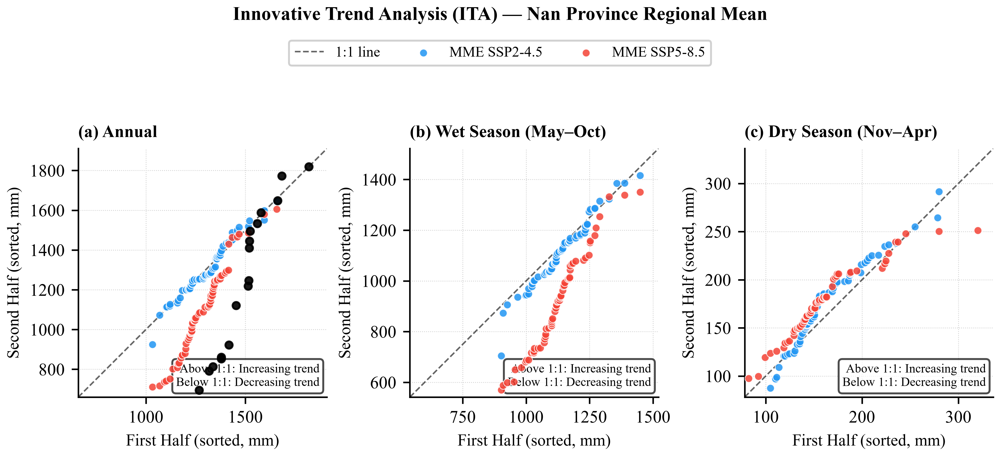 Innovative Trend Analysis (ITA) — Nan Province Regional Mean
1:1 line
MME SSP2-4.5
MME SSP5-8.5
(a) Annual
Second Half (sorted, mm)
1800
1600
1400
1200
1000
800
Above 1:1: Increasing trend
Below 1:1: Decreasing trend
1000
1500
First Half (sorted, mm)
(b) Wet Season (May–Oct)
Second Half (sorted, mm)
1400
1200
1000
800
600
Above 1:1: Increasing trend
Below 1:1: Decreasing trend
750
1000
1250
1500
First Half (sorted, mm)
(c) Dry Season (Nov–Apr)
Second Half (sorted, mm)
300
250
200
150
100
Above 1:1: Increasing trend
Below 1:1: Decreasing trend
100
200
300
First Half (sorted, mm)